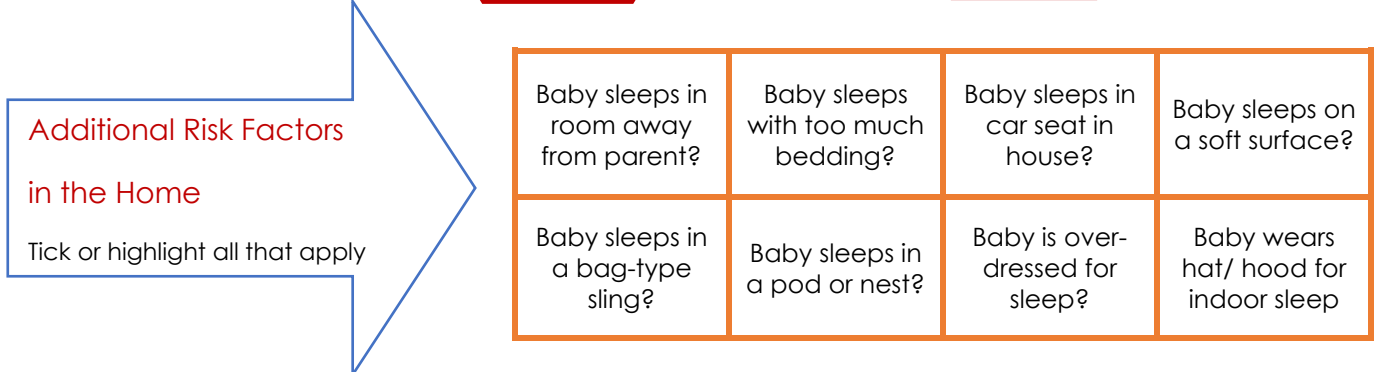 Additional Risk Factors
in the Home
Tick or highlight all that apply
Baby sleeps in
room away
from parent?
Baby sleeps
with too much
bedding?
Baby sleeps in
car seat in
house?
Baby sleeps on
a soft surface?
Baby sleeps in
a bag-type
sling?
Baby sleeps in
a pod or nest?
Baby is over-
dressed for
sleep?
Baby wears
hat/ hood for
indoor sleep